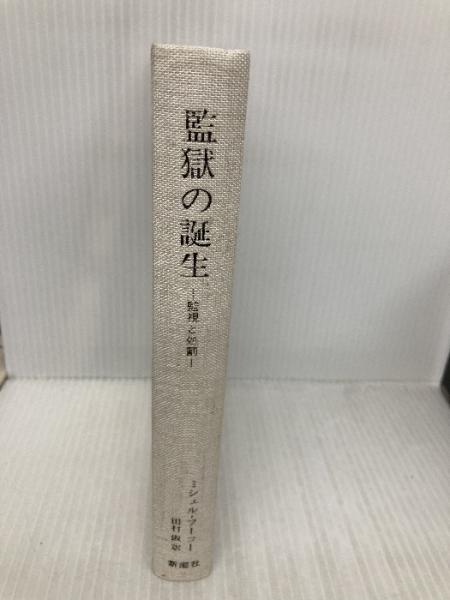 監獄の誕生
―監視と処罰―
ミシェル・フーコー
田村俶訳
新潮社